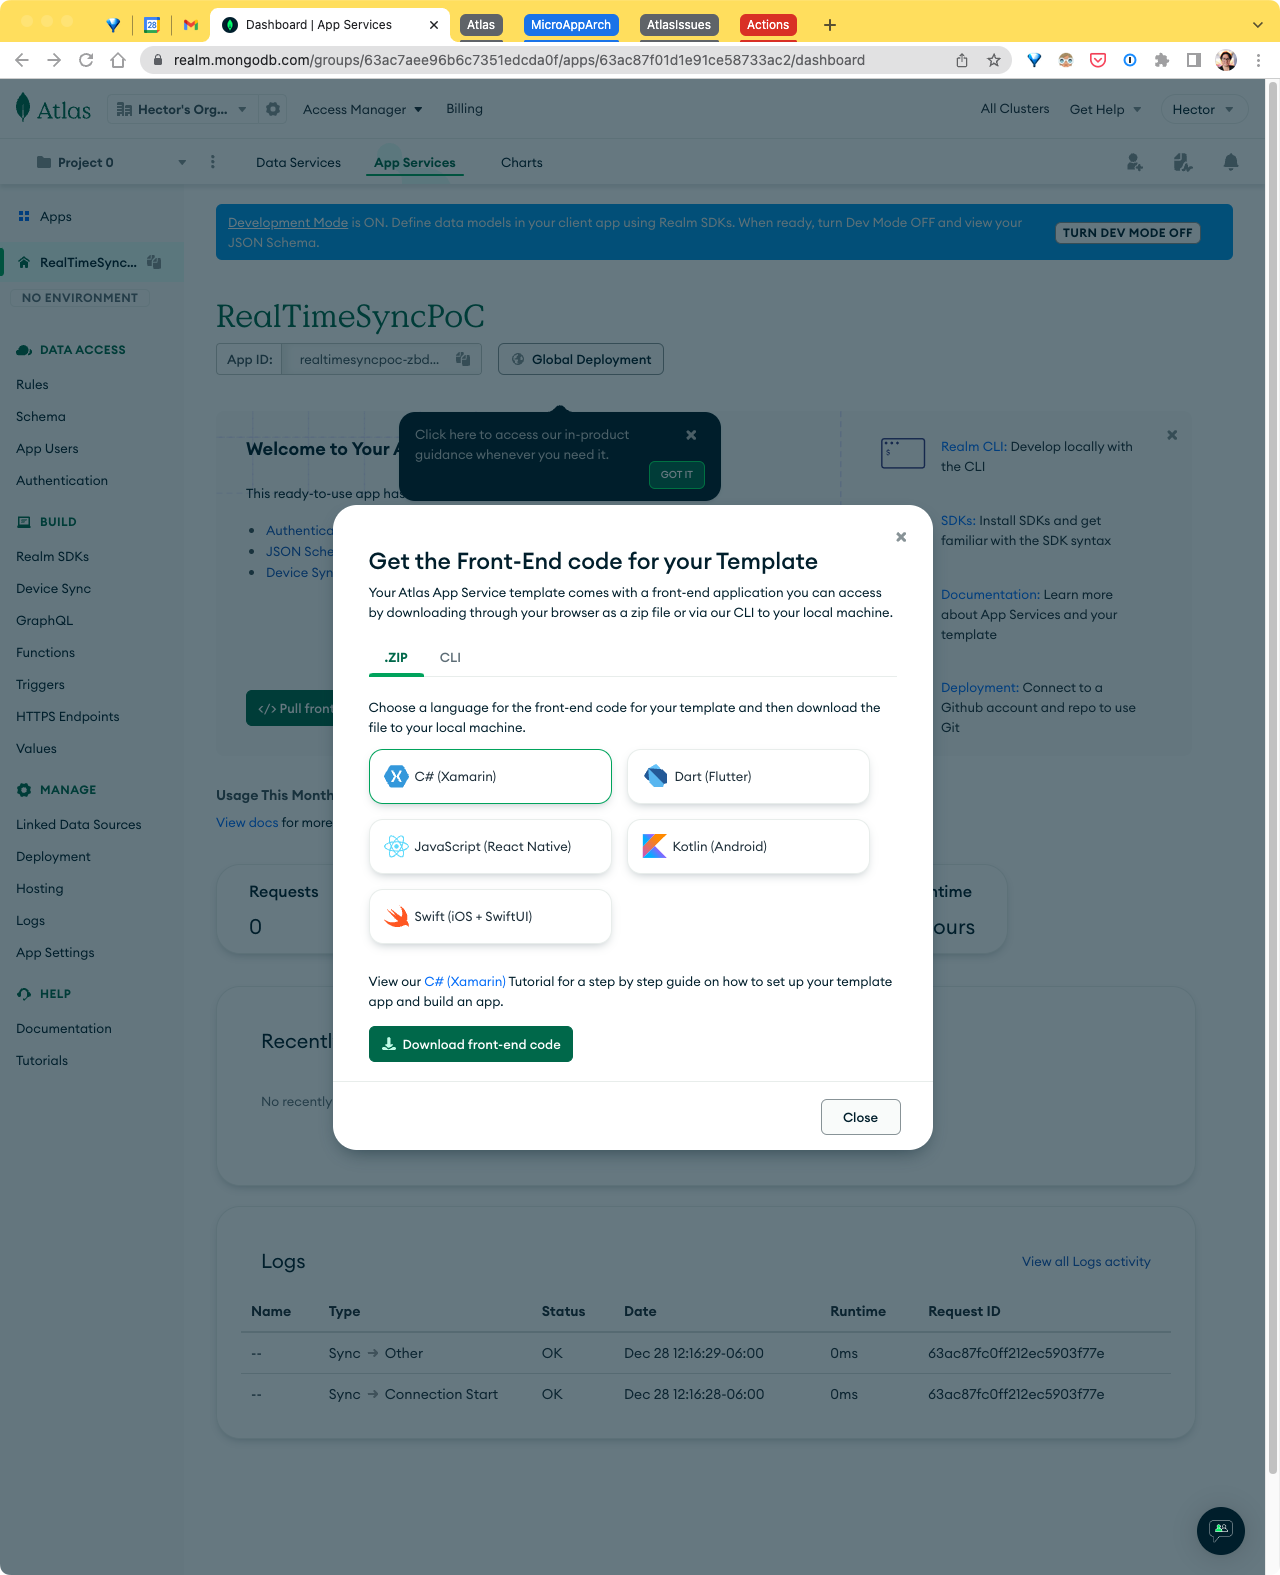 28
Dashboard | App Services
Atlas
MicroAppArch
AtlasIssues
Actions
realm.mongodb.com/groups/63ac7aee96b6c7351edcda0f/apps/63ac87f01d1e91ce58733ac2/dashboard
Atlas
Hector's Org...
Access Manager
Billing
All Clusters
Get Help
Hector
Project 0
Data Services
App Services
Charts
Apps
RealTimeSync...
NO ENVIRONMENT
DATA ACCESS
Rules
Schema
App Users
Authentication
BUILD
Realm SDKs
Device Sync
GraphQL
Functions
Triggers
HTTPS Endpoints
Values
MANAGE
Linked Data Sources
Deployment
Hosting
Logs
App Settings
HELP
Documentation
Tutorials
Development Mode is ON. Define data models in your client app using Realm SDKs. When ready, turn Dev Mode OFF and view your
JSON Schema.
TURN DEV MODE OFF
RealTimeSyncPoC
App ID:
realtimesyncpoc-zbd...
Global Deployment
Click here to access our in-product
guidance whenever you need it.
GOT IT
Welcome to Your A
This ready-to-use app has
Authentica
JSON Sche
Device Syn
</> Pull front
$
Realm CLI: Develop locally with
the CLI
SDKs: Install SDKs and get
familiar with the SDK syntax
Documentation: Learn more
about App Services and your
template
Deployment: Connect to a
Github account and repo to use
Git
Get the Front-End code for your Template
Your Atlas App Service template comes with a front-end application you can access
by downloading through your browser as a zip file or via our CLI to your local machine.
.ZIP
CLI
Choose a language for the front-end code for your template and then download the
file to your local machine.
C# (Xamarin)
Dart (Flutter)
JavaScript (React Native)
Kotlin (Android)
Swift (iOS + SwiftUI)
View our C# (Xamarin) Tutorial for a step by step guide on how to set up your template
app and build an app.
Download front-end code
Close
Usage This Month
View docs for more
Requests
0
ntime
ours
Recentl
No recently
Logs
View all Logs activity
Name Type Status Date Runtime Request ID
-- Sync → Other OK Dec 28 12:16:29-06:00 0ms 63ac87fc0ff212ec5903f77e
-- Sync → Connection Start OK Dec 28 12:16:28-06:00 0ms 63ac87fc0ff212ec5903f77e